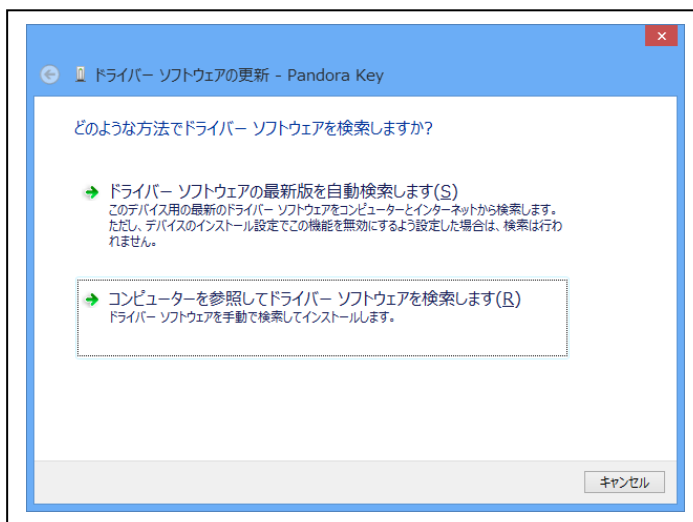 ドライバー ソフトウェアの更新 - Pandora Key
どのような方法でドライバー ソフトウェアを検索しますか?
ドライバー ソフトウェアの最新版を自動検索します(S)
このデバイス用の最新のドライバー ソフトウェアをコンピューターとインターネットから検索します。
ただし、デバイスのインストール設定でこの機能を無効にするよう設定した場合は、検索は行わ
れません。
コンピューターを参照してドライバー ソフトウェアを検索します(R)
ドライバー ソフトウェアを手動で検索してインストールします。
キャンセル